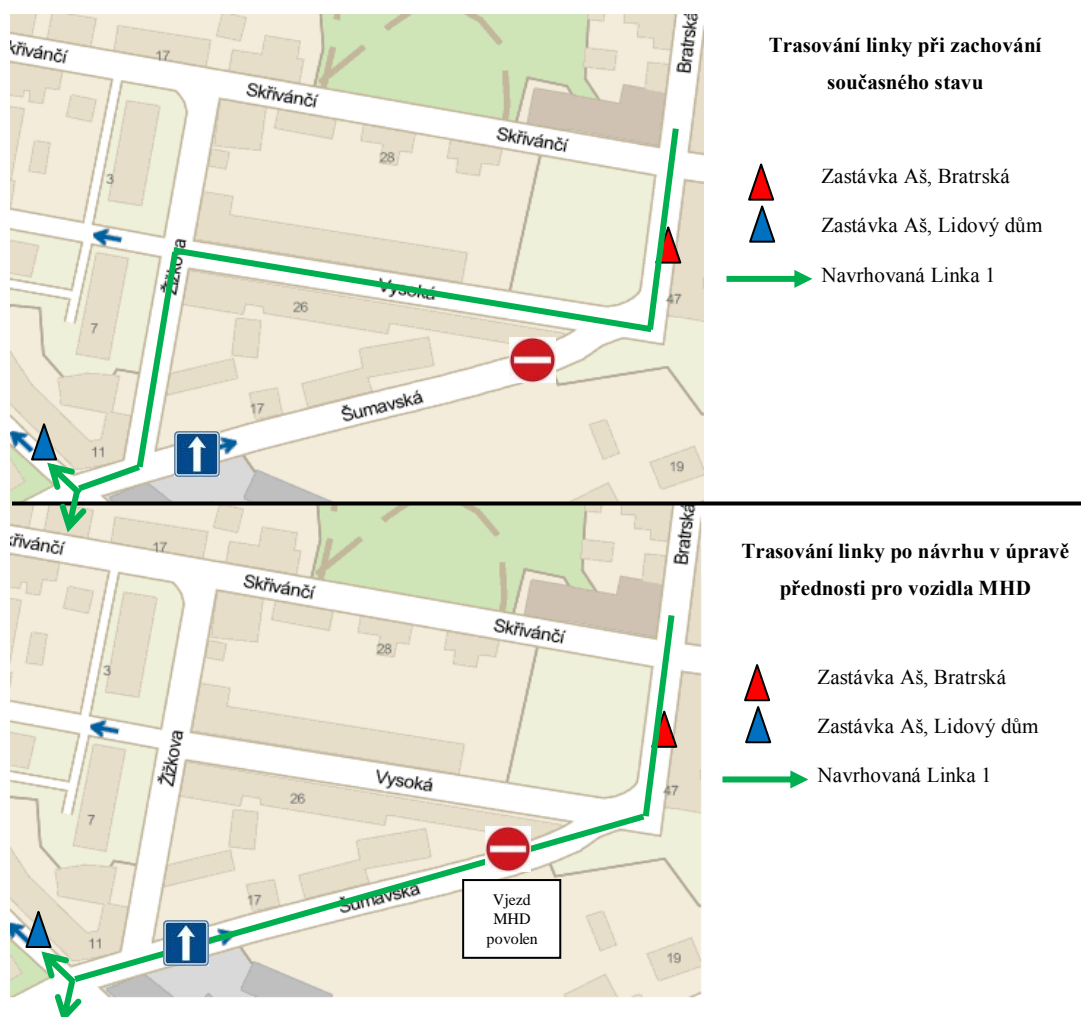 křivánčí
17
Skřivánčí
Skřivánčí
Bratrská
28
3
Žižkova
Vysoká
26
47
7
17
Šumavská
11
19
Trasování linky při zachování
současného stavu
Zastávka Aš, Bratrská
Zastávka Aš, Lidový dům
Navrhovaná Linka 1
křivánčí
17
Skřivánčí
Skřivánčí
Bratrská
28
3
Žižkova
Vysoká
26
47
7
17
Šumavská
Vjezd
MHD
povolen
11
19
Trasování linky po návrhu v úpravě
přednosti pro vozidla MHD
Zastávka Aš, Bratrská
Zastávka Aš, Lidový dům
Navrhovaná Linka 1